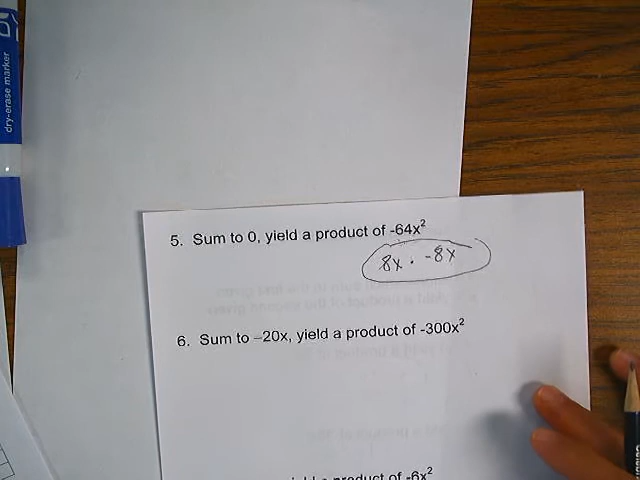 dry-erase marker
5. Sum to 0, yield a product of -64x²
8x · -8x
6. Sum to –20x, yield a product of -300x²
product of -6x²